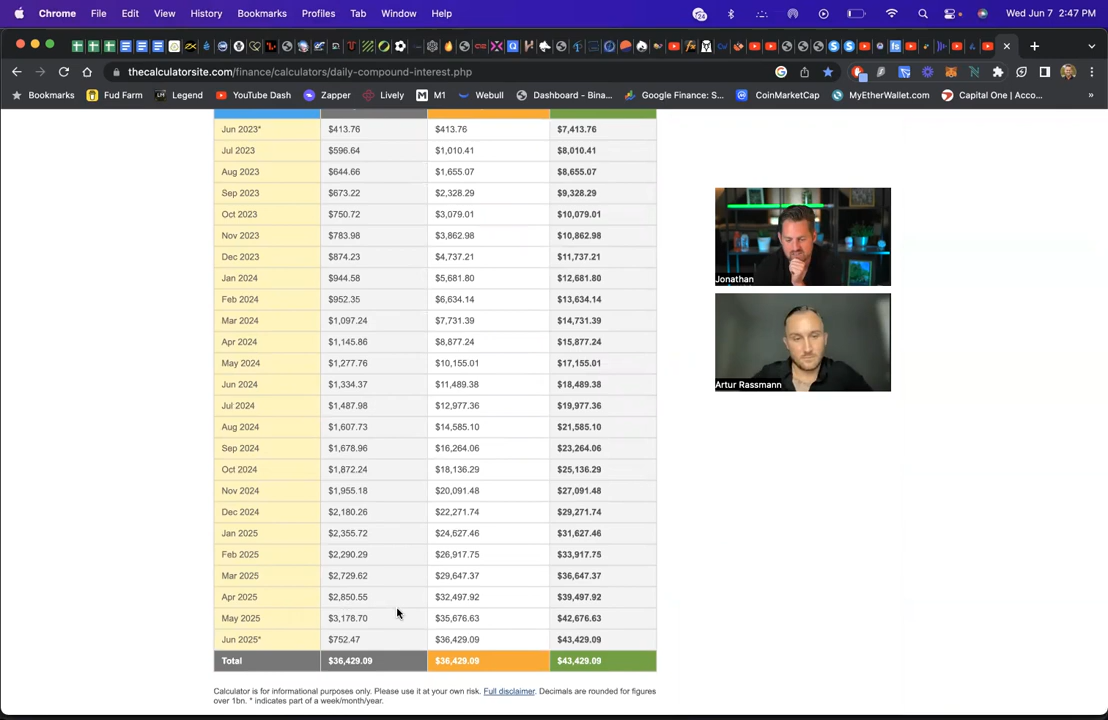 Chrome File Edit View History Bookmarks Profiles Tab Window Help Wed Jun 7 2:47 PM
thecalculatorsite.com/finance/calculators/daily-compound-interest.php
Bookmarks Fud Farm Legend YouTube Dash Zapper Lively M1 Webull Dashboard - Bina... Google Finance: S... CoinMarketCap MyEtherWallet.com Capital One | Acco... »
Jun 2023* $413.76 $413.76 $7,413.76
Jul 2023 $596.64 $1,010.41 $8,010.41
Aug 2023 $644.66 $1,655.07 $8,655.07
Sep 2023 $673.22 $2,328.29 $9,328.29
Oct 2023 $750.72 $3,079.01 $10,079.01
Nov 2023 $783.98 $3,862.98 $10,862.98
Dec 2023 $874.23 $4,737.21 $11,737.21
Jan 2024 $944.58 $5,681.80 $12,681.80
Feb 2024 $952.35 $6,634.14 $13,634.14
Mar 2024 $1,097.24 $7,731.39 $14,731.39
Apr 2024 $1,145.86 $8,877.24 $15,877.24
May 2024 $1,277.76 $10,155.01 $17,155.01
Jun 2024 $1,334.37 $11,489.38 $18,489.38
Jul 2024 $1,487.98 $12,977.36 $19,977.36
Aug 2024 $1,607.73 $14,585.10 $21,585.10
Sep 2024 $1,678.96 $16,264.06 $23,264.06
Oct 2024 $1,872.24 $18,136.29 $25,136.29
Nov 2024 $1,955.18 $20,091.48 $27,091.48
Dec 2024 $2,180.26 $22,271.74 $29,271.74
Jan 2025 $2,355.72 $24,627.46 $31,627.46
Feb 2025 $2,290.29 $26,917.75 $33,917.75
Mar 2025 $2,729.62 $29,647.37 $36,647.37
Apr 2025 $2,850.55 $32,497.92 $39,497.92
May 2025 $3,178.70 $35,676.63 $42,676.63
Jun 2025* $752.47 $36,429.09 $43,429.09
Total $36,429.09 $36,429.09 $43,429.09
Calculator is for informational purposes only. Please use it at your own risk. Full disclaimer. Decimals are rounded for figures
over 1bn. * indicates part of a week/month/year.
Jonathan
Artur Rassmann